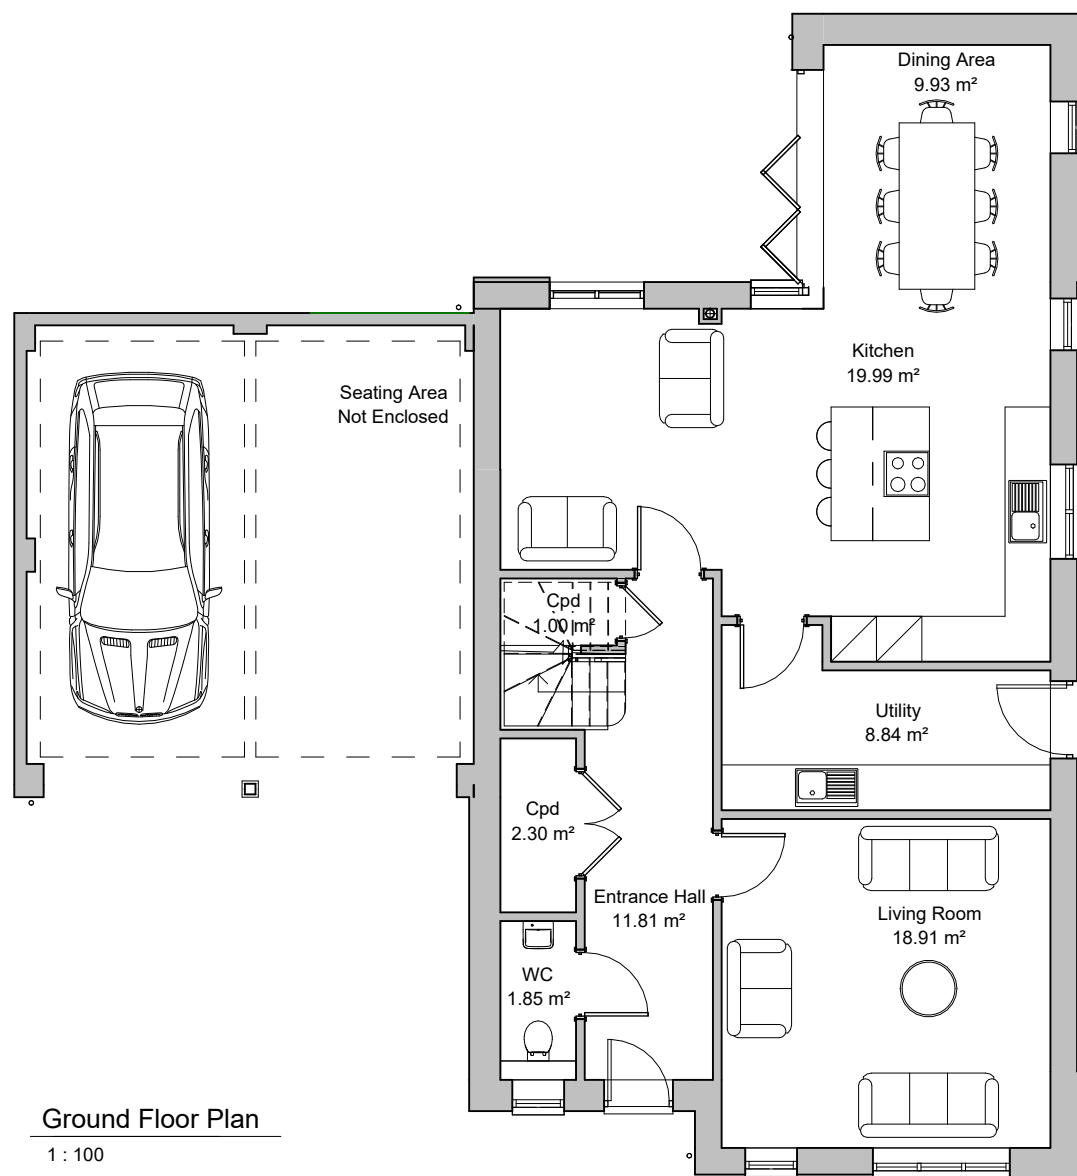 Dining Area
9.93 m²
Kitchen
19.99 m²
Seating Area
Not Enclosed
Cpd
1.00 m²
Utility
8.84 m²
Cpd
2.30 m²
Entrance Hall
11.81 m²
Living Room
18.91 m²
WC
1.85 m²
Ground Floor Plan
1 : 100